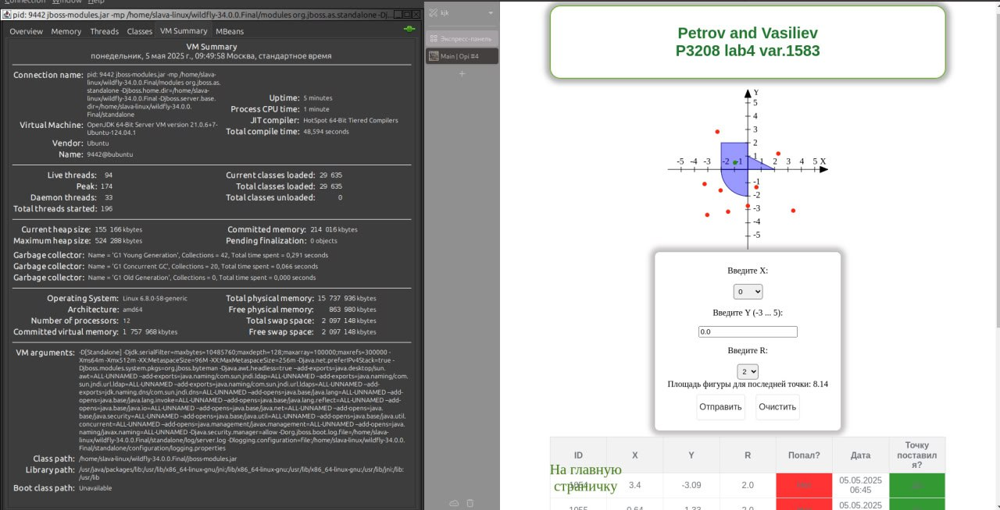 Connection Window Help
pid: 9442 jboss-modules.jar -mp /home/slava-linux/wildfly-34.0.0.Final/modules org.jboss.as.standalone -Dj...
Overview Memory Threads Classes VM Summary MBeans
VM Summary
понедельник, 5 мая 2025 г., 09:49:58 Москва, стандартное время
Connection name: pid: 9442 jboss-modules.jar -mp /home/slava-
linux/wildfly-34.0.0.Final/modules org.jboss.as.
standalone -Djboss.home.dir=/home/slava-
linux/wildfly-34.0.0.Final -Djboss.server.base.
dir=/home/slava-linux/wildfly-34.0.0.
Final/standalone
Virtual Machine: OpenJDK 64-Bit Server VM version 21.0.6+7-
Ubuntu-124.04.1
Vendor: Ubuntu
Name: 9442@bubuntu
Uptime: 5 minutes
Process CPU time: 1 minute
JIT compiler: HotSpot 64-Bit Tiered Compilers
Total compile time: 48,594 seconds
Live threads: 94
Peak: 174
Daemon threads: 33
Total threads started: 196
Current classes loaded: 29 635
Total classes loaded: 29 635
Total classes unloaded: 0
Current heap size: 155 166 kbytes
Maximum heap size: 524 288 kbytes
Committed memory: 214 016 kbytes
Pending finalization: 0 objects
Garbage collector: Name = 'G1 Young Generation', Collections = 42, Total time spent = 0,291 seconds
Garbage collector: Name = 'G1 Concurrent GC', Collections = 20, Total time spent = 0,066 seconds
Garbage collector: Name = 'G1 Old Generation', Collections = 0, Total time spent = 0,000 seconds
Operating System: Linux 6.8.0-58-generic
Architecture: amd64
Number of processors: 12
Committed virtual memory: 1 757 968 kbytes
Total physical memory: 15 737 936 kbytes
Free physical memory: 863 980 kbytes
Total swap space: 2 097 148 kbytes
Free swap space: 2 097 148 kbytes
VM arguments: -D[Standalone] -Djdk.serialFilter=maxbytes=10485760;maxdepth=128;maxarray=100000;maxrefs=300000 -
Xms64m -Xmx512m -XX:MetaspaceSize=96M -XX:MaxMetaspaceSize=256m -Djava.net.preferIPv4Stack=true -
Djboss.modules.system.pkgs=org.jboss.byteman -Djava.awt.headless=true --add-exports=java.desktop/sun.
awt=ALL-UNNAMED --add-exports=java.naming/com.sun.jndi.ldap=ALL-UNNAMED --add-exports=java.naming/com.
sun.jndi.url.ldap=ALL-UNNAMED --add-exports=java.naming/com.sun.jndi.url.ldaps=ALL-UNNAMED --add-
exports=jdk.naming.dns/com.sun.jndi.dns=ALL-UNNAMED --add-opens=java.base/java.lang=ALL-UNNAMED --add-
opens=java.base/java.lang.invoke=ALL-UNNAMED --add-opens=java.base/java.lang.reflect=ALL-UNNAMED --add-
opens=java.base/java.io=ALL-UNNAMED --add-opens=java.base/java.net=ALL-UNNAMED --add-opens=java.
base/java.security=ALL-UNNAMED --add-opens=java.base/java.util=ALL-UNNAMED --add-opens=java.base/java.util.
concurrent=ALL-UNNAMED --add-opens=java.management/javax.management=ALL-UNNAMED --add-opens=java.
naming/javax.naming=ALL-UNNAMED -Djava.security.manager=allow -Dorg.jboss.boot.log.file=/home/slava-
linux/wildfly-34.0.0.Final/standalone/log/server.log -Dlogging.configuration=file:/home/slava-linux/wildfly-34.0.0.
Final/standalone/configuration/logging.properties
Class path: /home/slava-linux/wildfly-34.0.0.Final/jboss-modules.jar
Library path: /usr/java/packages/lib:/usr/lib/x86_64-linux-gnu/jni:/lib/x86_64-linux-gnu:/usr/lib/x86_64-linux-gnu:/usr/lib/jni:/lib:
/usr/lib
Boot class path: Unavailable
kjk
Экспресс-панель
Main | Opi #4
Petrov and Vasiliev
P3208 lab4 var.1583
Y
5
4
3
2
1
-5 -4 -3 -2 -1 1 2 3 4 5 X
-1
-2
-3
-4
-5
Введите X:
0
Введите Y (-3 ... 5):
0.0
Введите R:
2
Площадь фигуры для последней точки: 8.14
Отправить Очистить
ID X Y R Попал? Дата Точку
поставил
я?
1054 3.4 -3.09 2.0 05.05.2025
06:45
На главную
страничку
1055 0.64 -1.33 2.0 05.05.2025